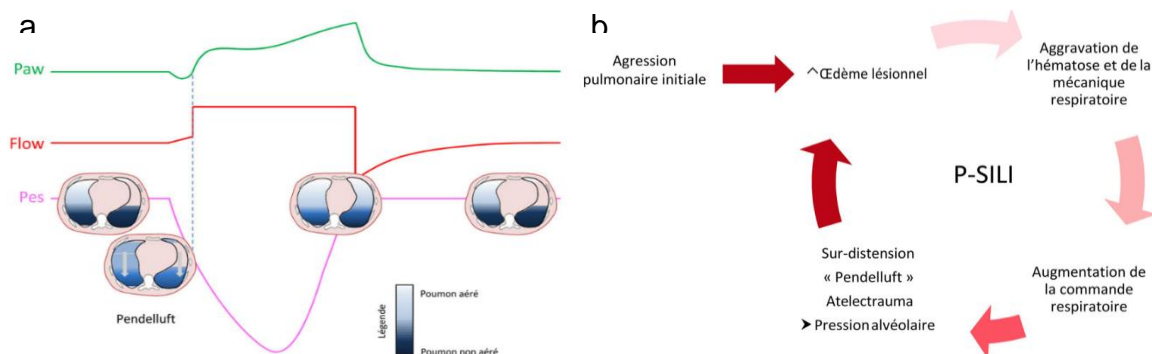 a
Paw
Flow
Pes
Pendelluft
Légende
Poumon aéré
Poumon non aéré
b
Agression
pulmonaire initiale
^Œdème lésionnel
Aggravation de
l’hématose et de la
mécanique
respiratoire
P-SILI
Augmentation de
la commande
respiratoire
Sur-distension
« Pendelluft »
Atelectrauma
➤ Pression alvéolaire